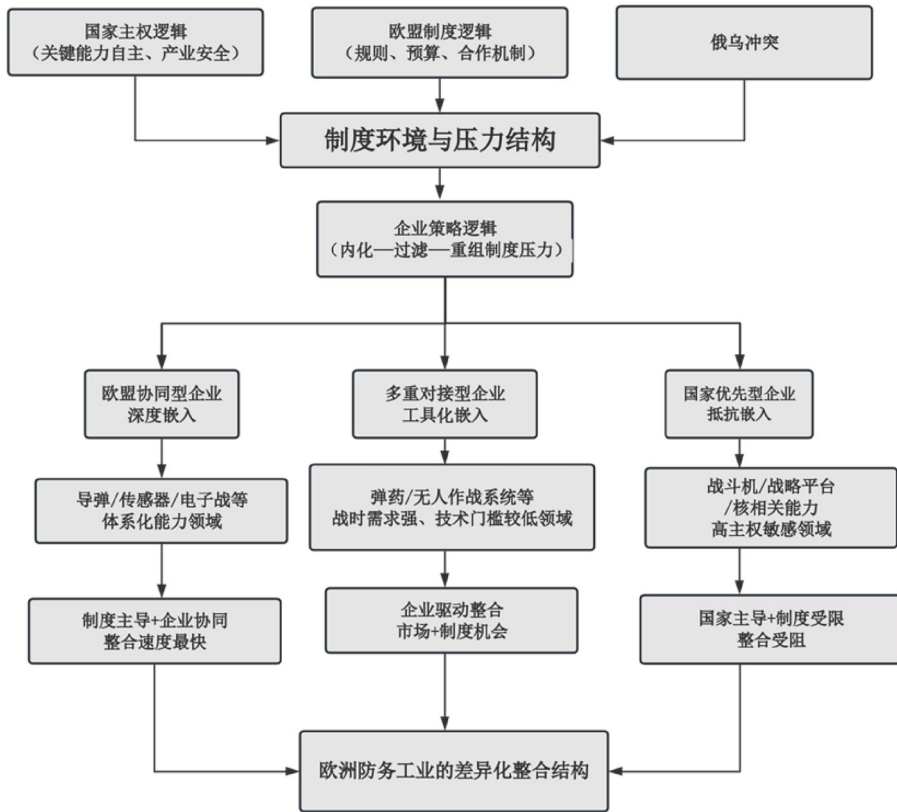 国家主权逻辑
（关键能力自主、产业安全）
欧盟制度逻辑
（规则、预算、合作机制）
俄乌冲突
制度环境与压力结构
企业策略逻辑
（内化—过滤—重组制度压力）
欧盟协同型企业
深度嵌入
多重对接型企业
工具化嵌入
国家优先型企业
抵抗嵌入
导弹/传感器/电子战等
体系化能力领域
弹药/无人作战系统等
战时需求强、技术门槛较低领域
战斗机/战略平台
/核相关能力
高主权敏感领域
制度主导+企业协同
整合速度最快
企业驱动整合
市场+制度机会
国家主导+制度受限
整合受阻
欧洲防务工业的差异化整合结构